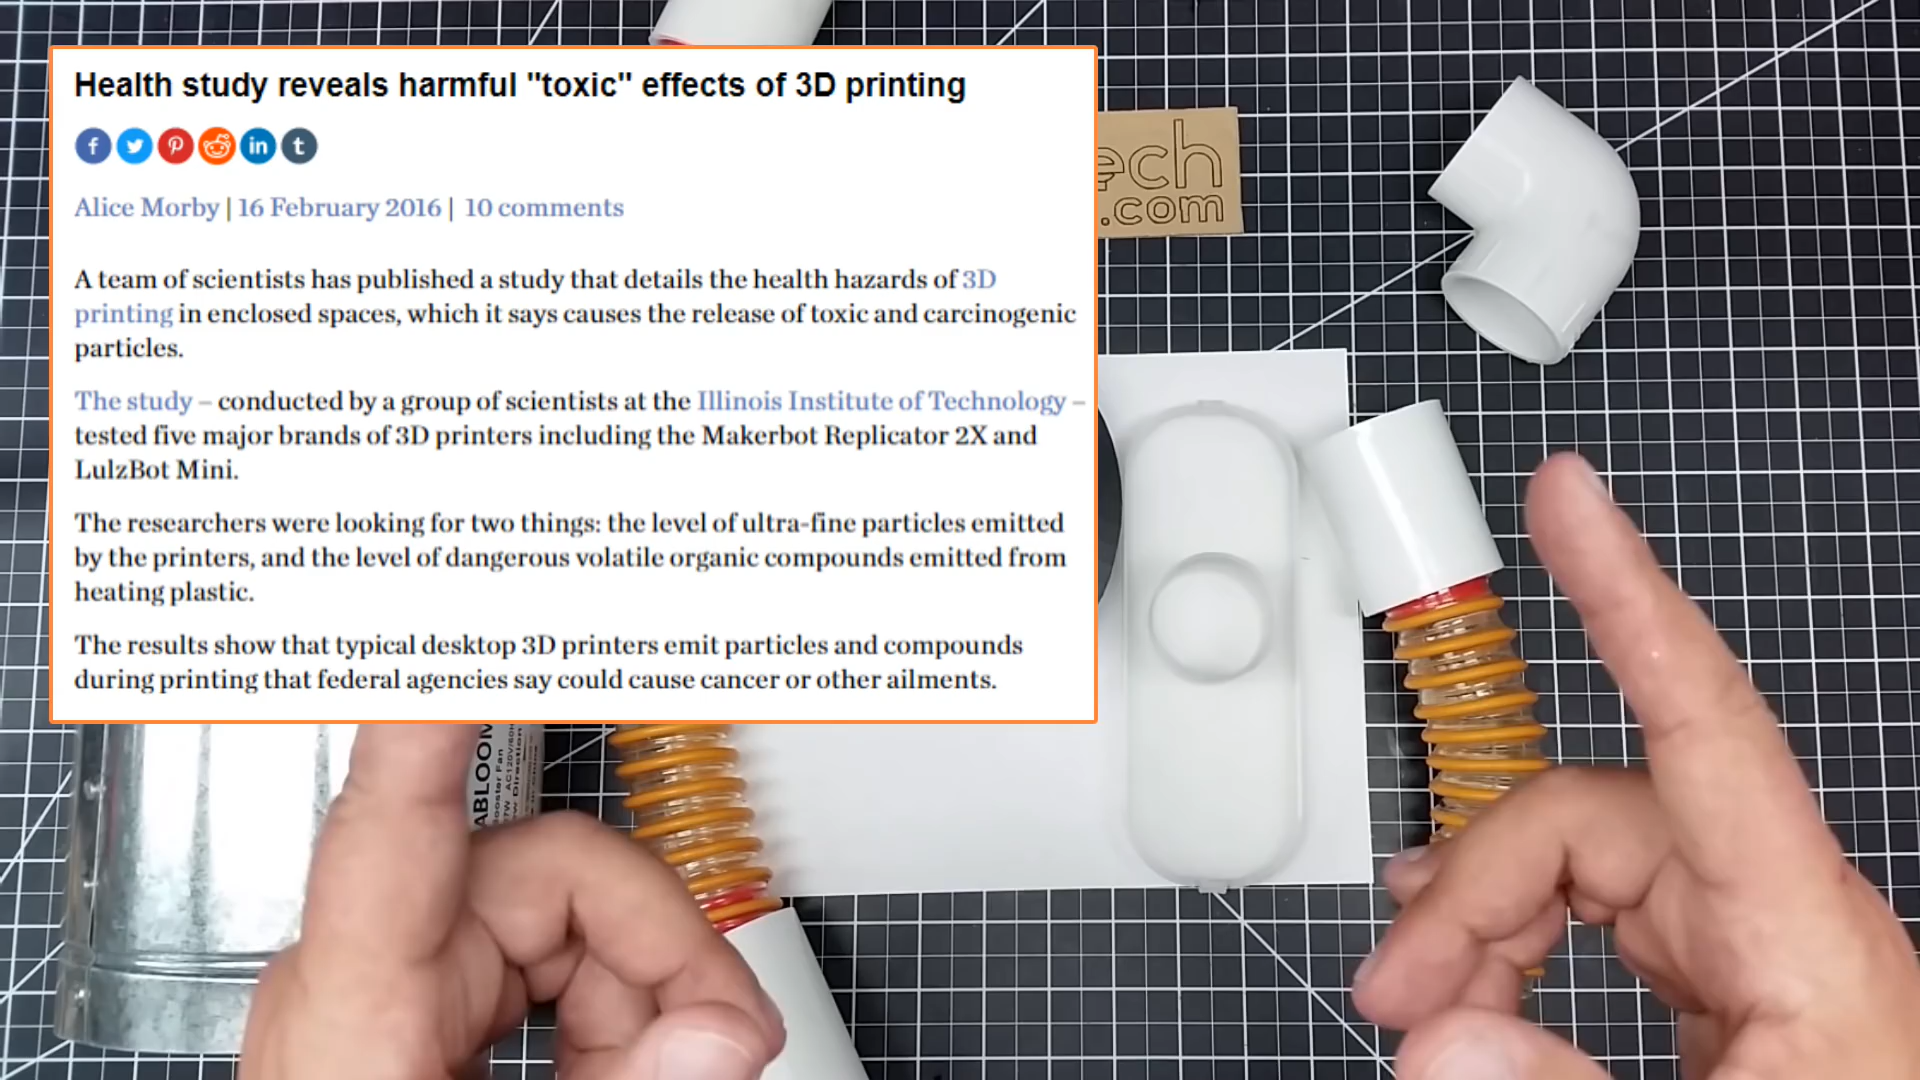 Health study reveals harmful "toxic" effects of 3D printing
Alice Morby | 16 February 2016 | 10 comments
A team of scientists has published a study that details the health hazards of 3D
printing in enclosed spaces, which it says causes the release of toxic and carcinogenic
particles.
The study – conducted by a group of scientists at the Illinois Institute of Technology –
tested five major brands of 3D printers including the Makerbot Replicator 2X and
LulzBot Mini.
The researchers were looking for two things: the level of ultra-fine particles emitted
by the printers, and the level of dangerous volatile organic compounds emitted from
heating plastic.
The results show that typical desktop 3D printers emit particles and compounds
during printing that federal agencies say could cause cancer or other ailments.
ech
.com
ABLOOM
ooster Fan
7W AC120V/60H
w Direction